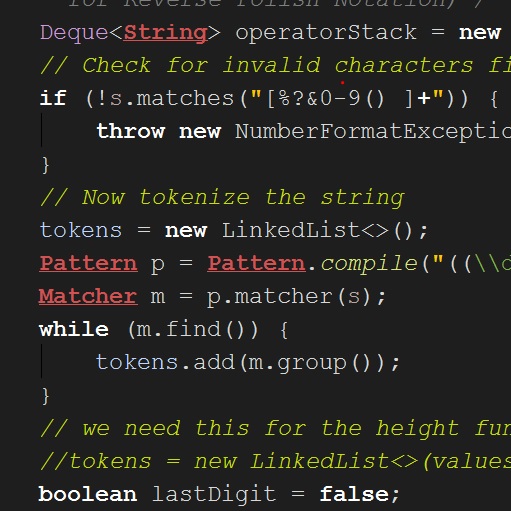 for Reverse Polish Notation) /
Deque<String> operatorStack = new
// Check for invalid characters fi
if (!s.matches("[%?&0-9() ]+")) {
throw new NumberFormatExceptio
}
// Now tokenize the string
tokens = new LinkedList<>();
Pattern p = Pattern.compile("((\\d
Matcher m = p.matcher(s);
while (m.find()) {
tokens.add(m.group());
}
// we need this for the height fun
//tokens = new LinkedList<>(values
boolean lastDigit = false;